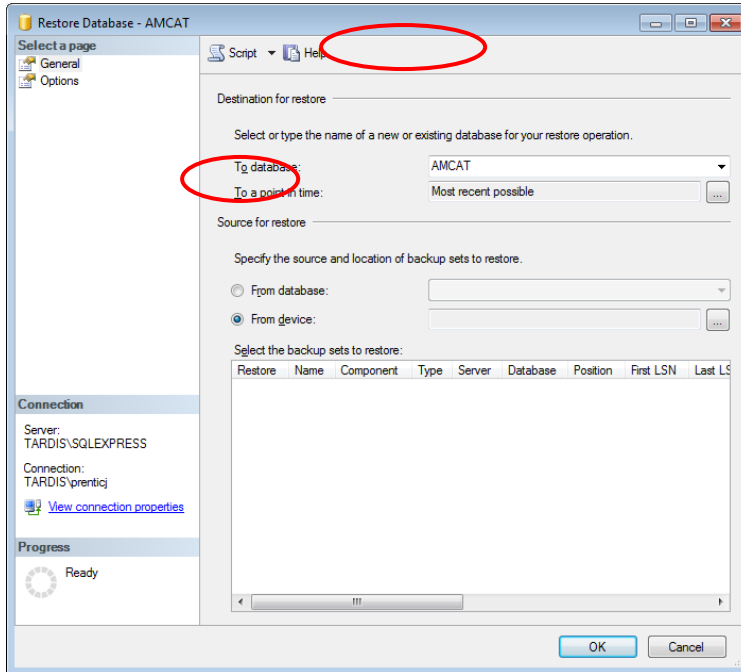 Restore Database - AMCAT
Select a page
General
Options
Script Help
Destination for restore
Select or type the name of a new or existing database for your restore operation.
To database: AMCAT
To a point in time: Most recent possible ...
Source for restore
Specify the source and location of backup sets to restore.
From database:
From device: ...
Select the backup sets to restore:
Restore Name Component Type Server Database Position First LSN Last LS
Connection
Server:
TARDIS\SQLEXPRESS
Connection:
TARDIS\prenticj
View connection properties
Progress
Ready
OK Cancel